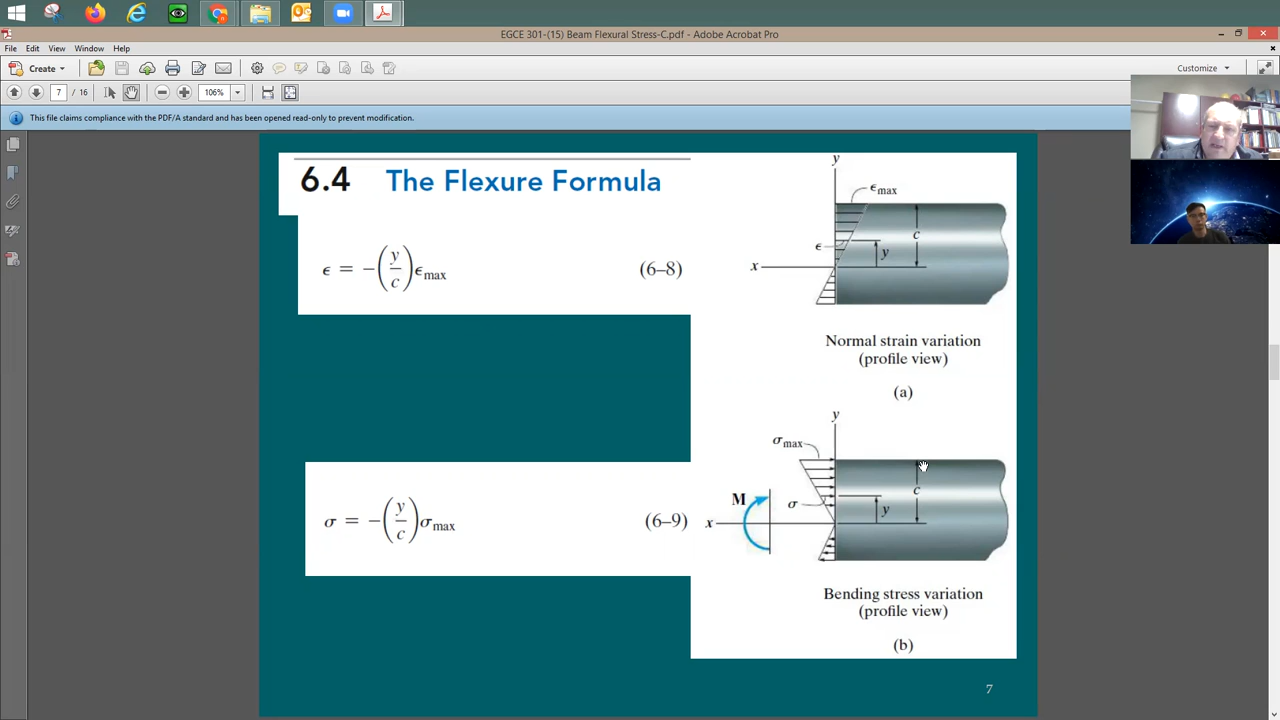 EGCE 301-(15) Beam Flexural Stress-C.pdf - Adobe Acrobat Pro
File Edit View Window Help
Create
Customize
7 / 16
106%
This file claims compliance with the PDF/A standard and has been opened read-only to prevent modification.
6.4 The Flexure Formula
ϵ = −(y/c)ϵmax (6–8)
y
ϵmax
c
ϵ
y
x
Normal strain variation
(profile view)
(a)
σ = −(y/c)σmax (6–9)
y
σmax
M
c
σ
y
x
Bending stress variation
(profile view)
(b)
7